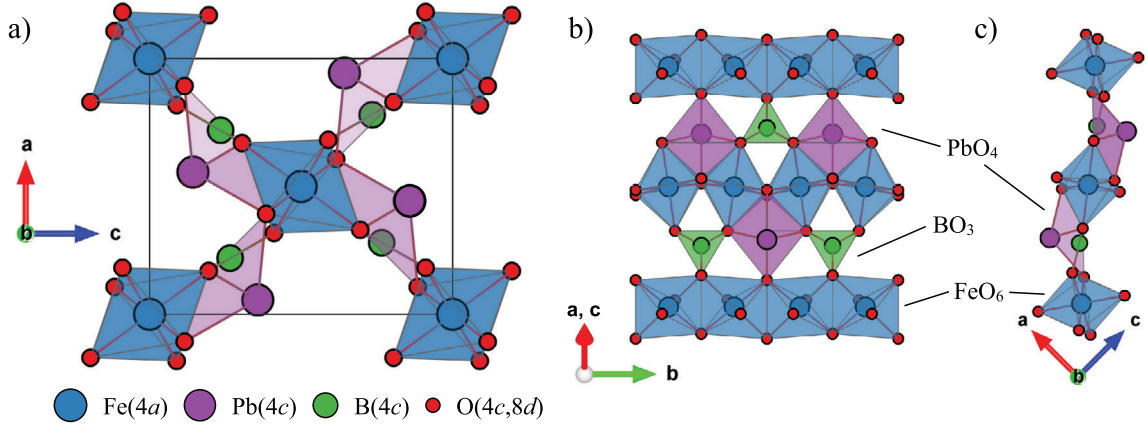 a)
a
b
c
Fe(4a)
Pb(4c)
B(4c)
O(4c,8d)
b)
PbO4
BO3
FeO6
a, c
b
c)
a
c
b